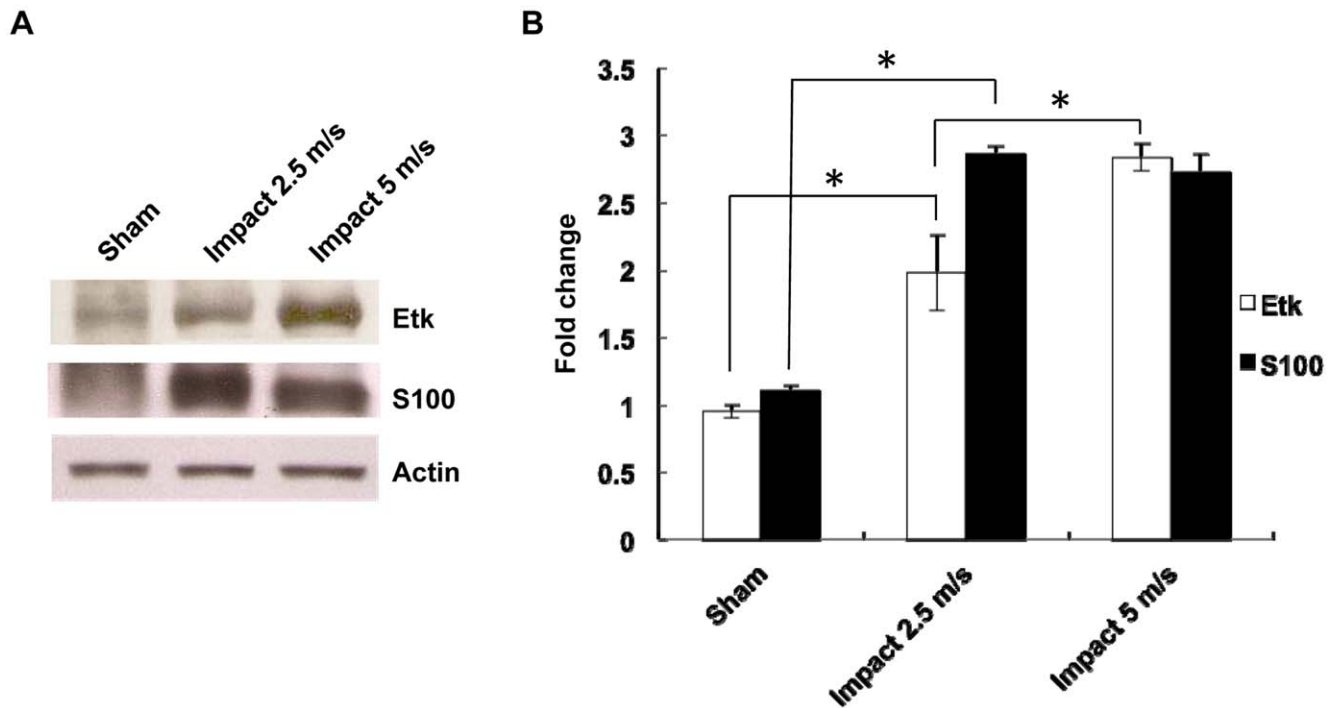 A
Sham
Impact 2.5 m/s
Impact 5 m/s
Etk
S100
Actin
B
Fold change
3.5
3
2.5
2
1.5
1
0.5
0
*
*
*
Sham
Impact 2.5 m/s
Impact 5 m/s
Etk
S100